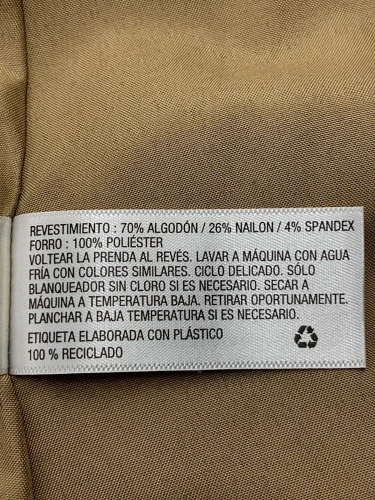 REVESTIMIENTO : 70% ALGODÓN / 26% NAILON / 4% SPANDEX
FORRO : 100% POLIÉSTER
VOLTEAR LA PRENDA AL REVÉS. LAVAR A MÁQUINA CON AGUA
FRÍA CON COLORES SIMILARES. CICLO DELICADO. SÓLO
BLANQUEADOR SIN CLORO SI ES NECESARIO. SECAR A
MÁQUINA A TEMPERATURA BAJA. RETIRAR OPORTUNAMENTE.
PLANCHAR A BAJA TEMPERATURA SI ES NECESARIO.
ETIQUETA ELABORADA CON PLÁSTICO
100 % RECICLADO